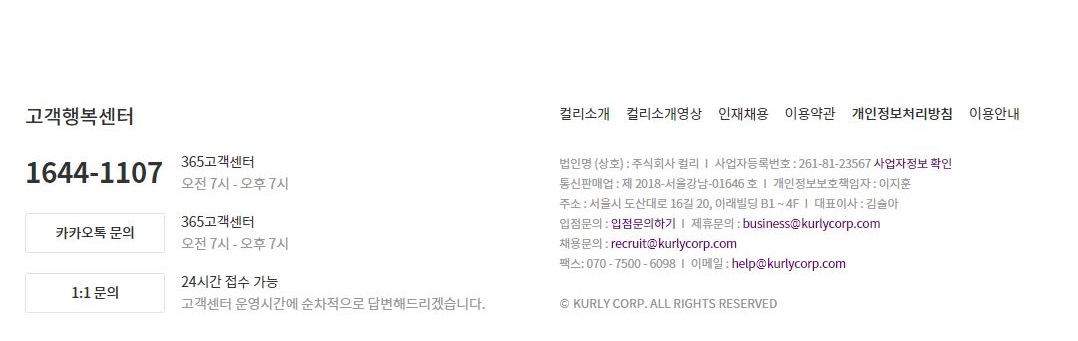 고객행복센터
1644-1107
365고객센터
오전 7시 - 오후 7시
카카오톡 문의
365고객센터
오전 7시 - 오후 7시
1:1 문의
24시간 접수 가능
고객센터 운영시간에 순차적으로 답변해드리겠습니다.
컬리소개 컬리소개영상 인재채용 이용약관 개인정보처리방침 이용안내
법인명 (상호) : 주식회사 컬리 I 사업자등록번호 : 261-81-23567 사업자정보 확인
통신판매업 : 제 2018-서울강남-01646 호 I 개인정보보호책임자 : 이지훈
주소 : 서울시 도산대로 16길 20, 이래빌딩 B1 ~ 4F I 대표이사 : 김슬아
입점문의 : 입점문의하기 I 제휴문의 : business@kurlycorp.com
채용문의 : recruit@kurlycorp.com
팩스: 070 - 7500 - 6098 I 이메일 : help@kurlycorp.com
© KURLY CORP. ALL RIGHTS RESERVED